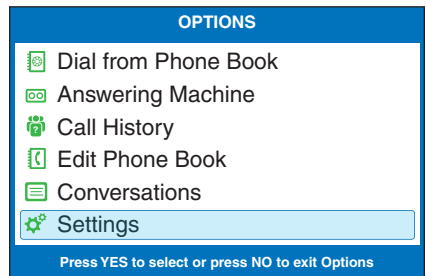 OPTIONS
Dial from Phone Book
Answering Machine
Call History
Edit Phone Book
Conversations
Settings
Press YES to select or press NO to exit Options